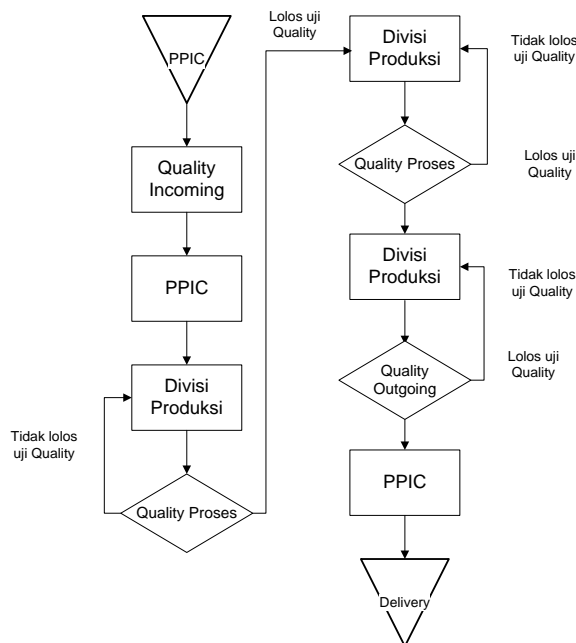 PPIC
Quality
Incoming
PPIC
Divisi
Produksi
Tidak lolos
uji Quality
Quality Proses
Lolos uji
Quality
Divisi
Produksi
Tidak lolos
uji Quality
Quality Proses
Lolos uji
Quality
Divisi
Produksi
Tidak lolos
uji Quality
Quality
Outgoing
Lolos uji
Quality
PPIC
Delivery